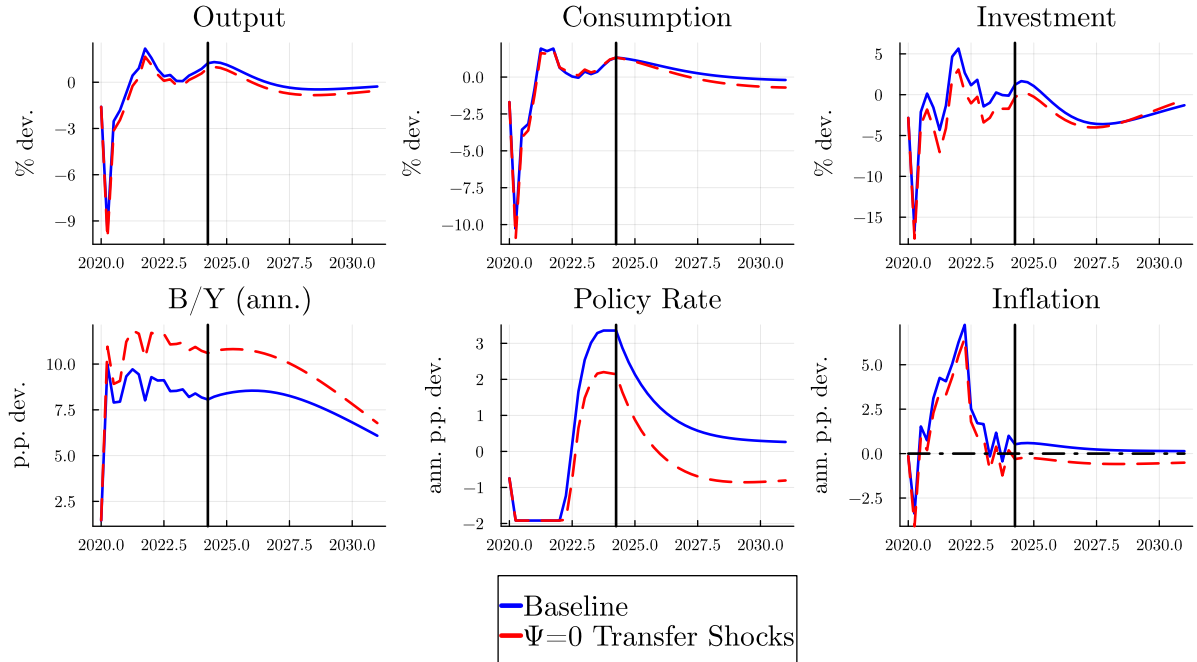 Output
Consumption
Investment
% dev.
0
−3
−6
−9
2020.0 2022.5 2025.0 2027.5 2030.0
% dev.
0.0
−2.5
−5.0
−7.5
−10.0
2020.0 2022.5 2025.0 2027.5 2030.0
% dev.
5
0
−5
−10
−15
2020.0 2022.5 2025.0 2027.5 2030.0
B/Y (ann.)
Policy Rate
Inflation
p.p. dev.
10.0
7.5
5.0
2.5
2020.0 2022.5 2025.0 2027.5 2030.0
ann. p.p. dev.
3
2
1
0
−1
−2
2020.0 2022.5 2025.0 2027.5 2030.0
ann. p.p. dev.
5.0
2.5
0.0
−2.5
2020.0 2022.5 2025.0 2027.5 2030.0
Baseline
Ψ=0 Transfer Shocks